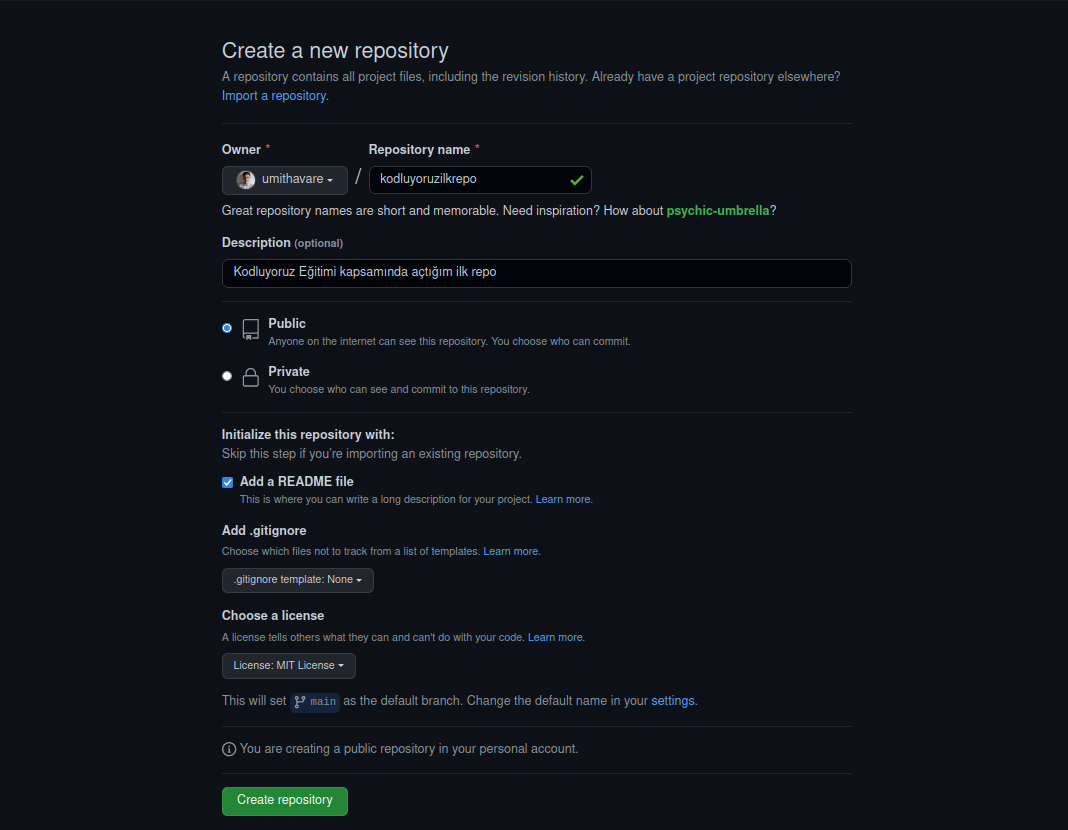 Create a new repository
A repository contains all project files, including the revision history. Already have a project repository elsewhere?
Import a repository.
Owner * Repository name *
umithavare / kodluyoruzilkrepo
Great repository names are short and memorable. Need inspiration? How about psychic-umbrella?
Description (optional)
Kodluyoruz Eğitimi kapsamında açtığım ilk repo
Public
Anyone on the internet can see this repository. You choose who can commit.
Private
You choose who can see and commit to this repository.
Initialize this repository with:
Skip this step if you're importing an existing repository.
Add a README file
This is where you can write a long description for your project. Learn more.
Add .gitignore
Choose which files not to track from a list of templates. Learn more.
.gitignore template: None
Choose a license
A license tells others what they can and can't do with your code. Learn more.
License: MIT License
This will set main as the default branch. Change the default name in your settings.
You are creating a public repository in your personal account.
Create repository